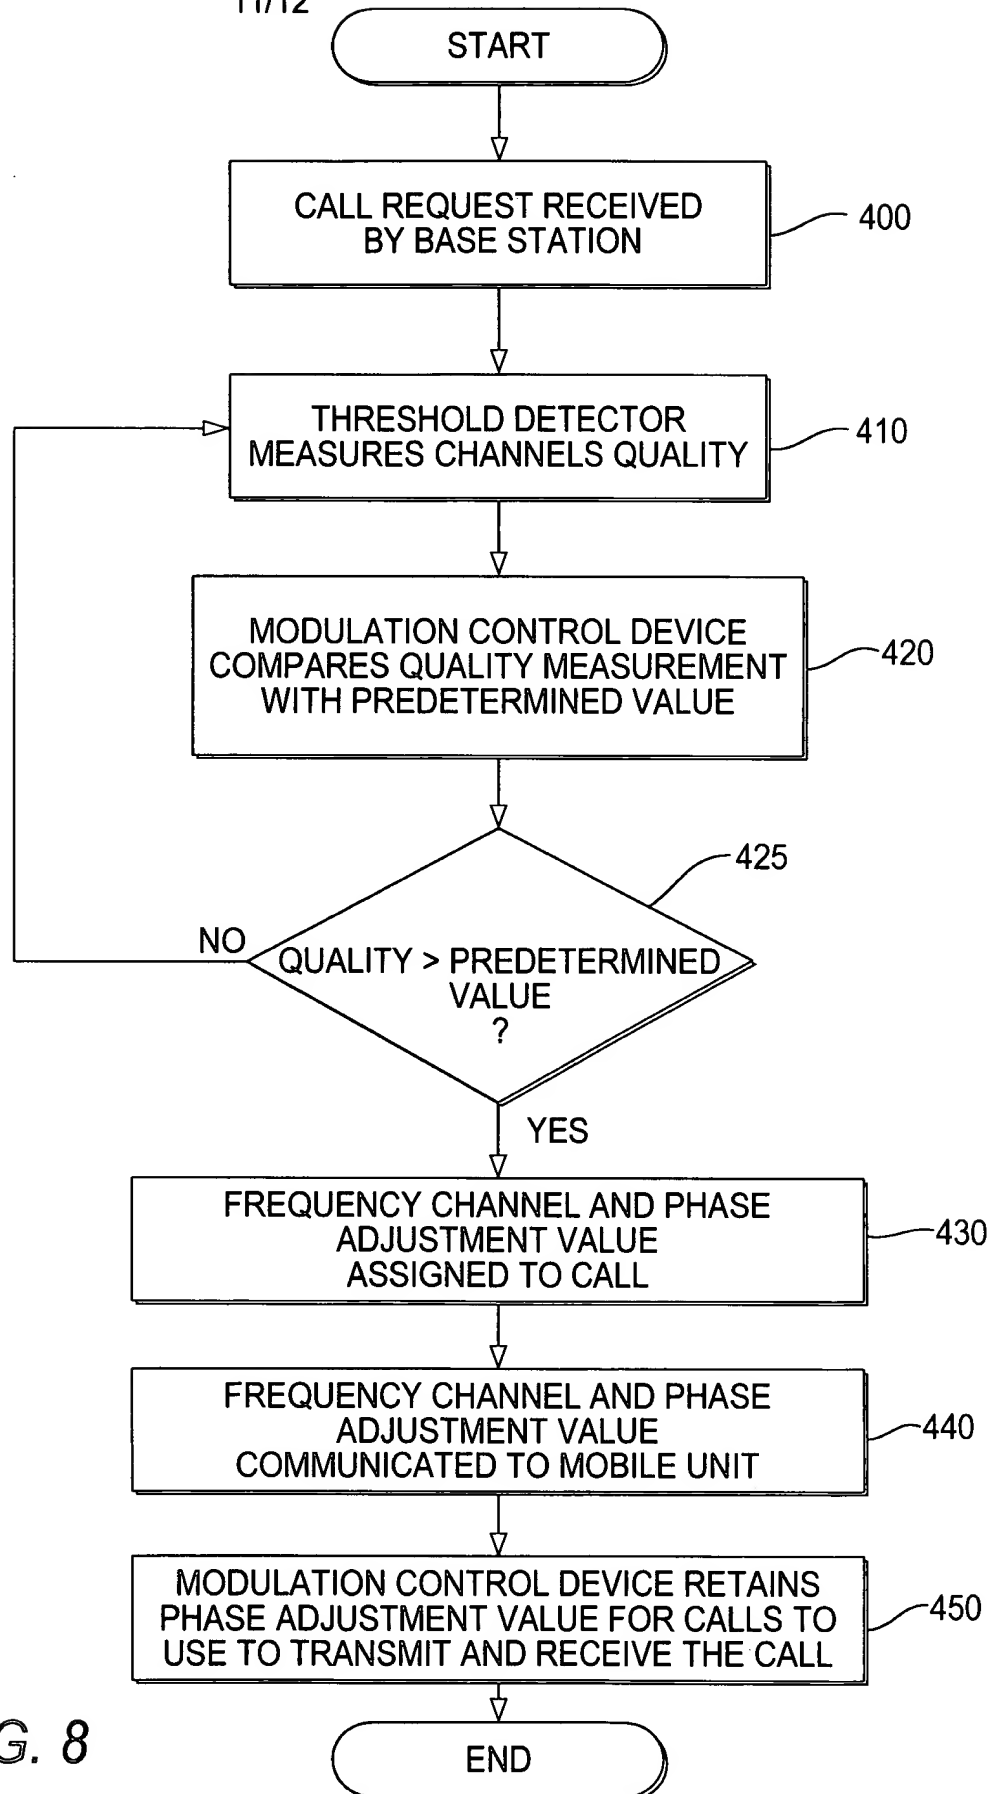 11/12
START
CALL REQUEST RECEIVED
BY BASE STATION
400
THRESHOLD DETECTOR
MEASURES CHANNELS QUALITY
410
MODULATION CONTROL DEVICE
COMPARES QUALITY MEASUREMENT
WITH PREDETERMINED VALUE
420
425
NO
QUALITY > PREDETERMINED
VALUE
?
YES
FREQUENCY CHANNEL AND PHASE
ADJUSTMENT VALUE
ASSIGNED TO CALL
430
FREQUENCY CHANNEL AND PHASE
ADJUSTMENT VALUE
COMMUNICATED TO MOBILE UNIT
440
MODULATION CONTROL DEVICE RETAINS
PHASE ADJUSTMENT VALUE FOR CALLS TO
USE TO TRANSMIT AND RECEIVE THE CALL
450
G. 8
END